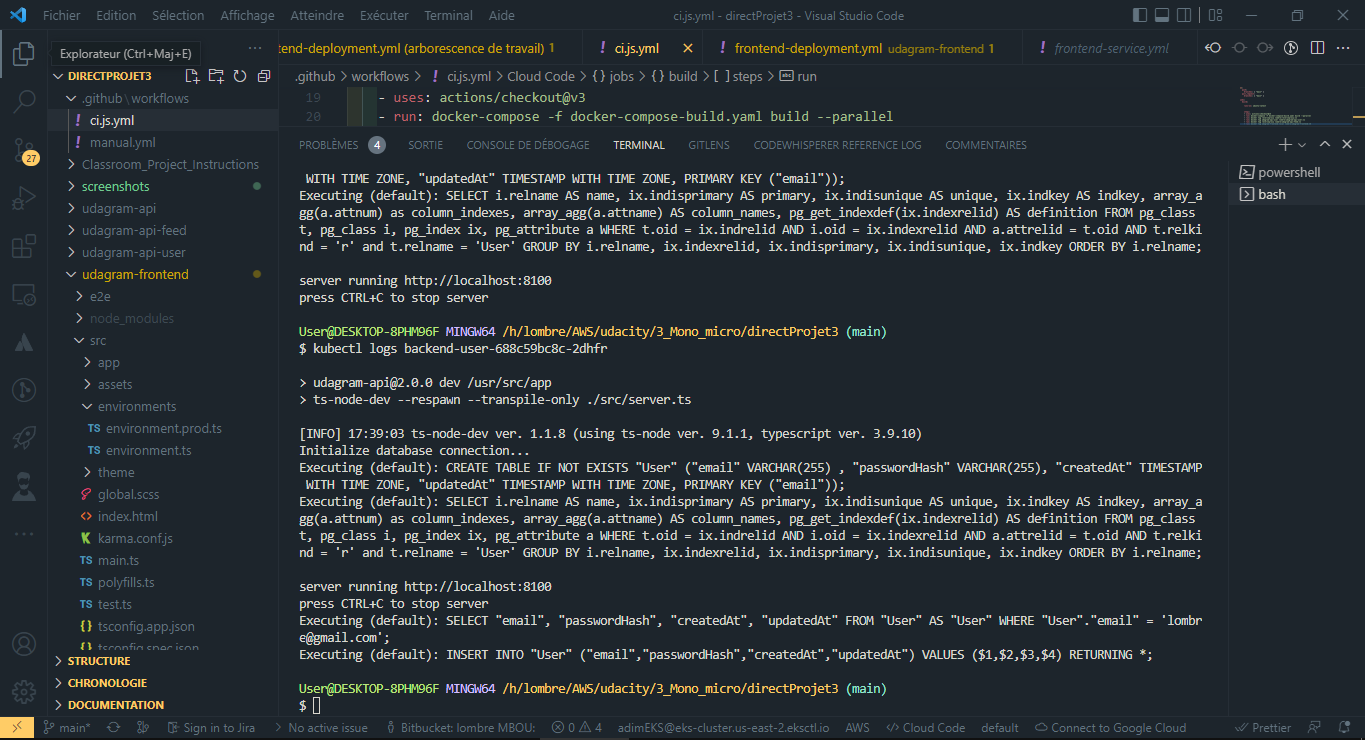 Fichier Edition Sélection Affichage Atteindre Exécuter Terminal Aide
ci.js.yml - directProjet3 - Visual Studio Code
Explorateur (Ctrl+Maj+E)
tend-deployment.yml (arborescence de travail) 1
! ci.js.yml
! frontend-deployment.yml udagram-frontend 1
! frontend-service.yml
DIRECTPROJET3
.github > workflows > ! ci.js.yml > Cloud Code > {} jobs > {} build > [ ] steps > run
19 - uses: actions/checkout@v3
20 - run: docker-compose -f docker-compose-build.yaml build --parallel
.github \ workflows
! ci.js.yml
! manual.yml
Classroom_Project_Instructions
screenshots
udagram-api
udagram-api-feed
udagram-api-user
udagram-frontend
e2e
node_modules
src
app
assets
environments
TS environment.prod.ts
TS environment.ts
theme
global.scss
<> index.html
karma.conf.js
TS main.ts
TS polyfills.ts
TS test.ts
{} tsconfig.app.json
{} tsconfig.spec.json
STRUCTURE
CHRONOLOGIE
DOCUMENTATION
27
PROBLÈMES 4 SORTIE CONSOLE DE DÉBOGAGE TERMINAL GITLENS CODEWHISPERER REFERENCE LOG COMMENTAIRES
powershell
bash
WITH TIME ZONE, "updatedAt" TIMESTAMP WITH TIME ZONE, PRIMARY KEY ("email"));
Executing (default): SELECT i.relname AS name, ix.indisprimary AS primary, ix.indisunique AS unique, ix.indkey AS indkey, array_a
gg(a.attnum) as column_indexes, array_agg(a.attname) AS column_names, pg_get_indexdef(ix.indexrelid) AS definition FROM pg_class
t, pg_class i, pg_index ix, pg_attribute a WHERE t.oid = ix.indrelid AND i.oid = ix.indexrelid AND a.attrelid = t.oid AND t.relki
nd = 'r' and t.relname = 'User' GROUP BY i.relname, ix.indexrelid, ix.indisprimary, ix.indisunique, ix.indkey ORDER BY i.relname;
server running http://localhost:8100
press CTRL+C to stop server
User@DESKTOP-8PHM96F MINGW64 /h/lombre/AWS/udacity/3_Mono_micro/directProjet3 (main)
$ kubectl logs backend-user-688c59bc8c-2dhfr
> udagram-api@2.0.0 dev /usr/src/app
> ts-node-dev --respawn --transpile-only ./src/server.ts
[INFO] 17:39:03 ts-node-dev ver. 1.1.8 (using ts-node ver. 9.1.1, typescript ver. 3.9.10)
Initialize database connection...
Executing (default): CREATE TABLE IF NOT EXISTS "User" ("email" VARCHAR(255) , "passwordHash" VARCHAR(255), "createdAt" TIMESTAMP
WITH TIME ZONE, "updatedAt" TIMESTAMP WITH TIME ZONE, PRIMARY KEY ("email"));
Executing (default): SELECT i.relname AS name, ix.indisprimary AS primary, ix.indisunique AS unique, ix.indkey AS indkey, array_a
gg(a.attnum) as column_indexes, array_agg(a.attname) AS column_names, pg_get_indexdef(ix.indexrelid) AS definition FROM pg_class
t, pg_class i, pg_index ix, pg_attribute a WHERE t.oid = ix.indrelid AND i.oid = ix.indexrelid AND a.attrelid = t.oid AND t.relki
nd = 'r' and t.relname = 'User' GROUP BY i.relname, ix.indexrelid, ix.indisprimary, ix.indisunique, ix.indkey ORDER BY i.relname;
server running http://localhost:8100
press CTRL+C to stop server
Executing (default): SELECT "email", "passwordHash", "createdAt", "updatedAt" FROM "User" AS "User" WHERE "User"."email" = 'lombr
e@gmail.com';
Executing (default): INSERT INTO "User" ("email","passwordHash","createdAt","updatedAt") VALUES ($1,$2,$3,$4) RETURNING *;
User@DESKTOP-8PHM96F MINGW64 /h/lombre/AWS/udacity/3_Mono_micro/directProjet3 (main)
$
main* Sign in to Jira No active issue Bitbucket: lombre MBOU: 0 4 adimEKS@eks-cluster.us-east-2.eksctl.io AWS Cloud Code default Connect to Google Cloud Prettier